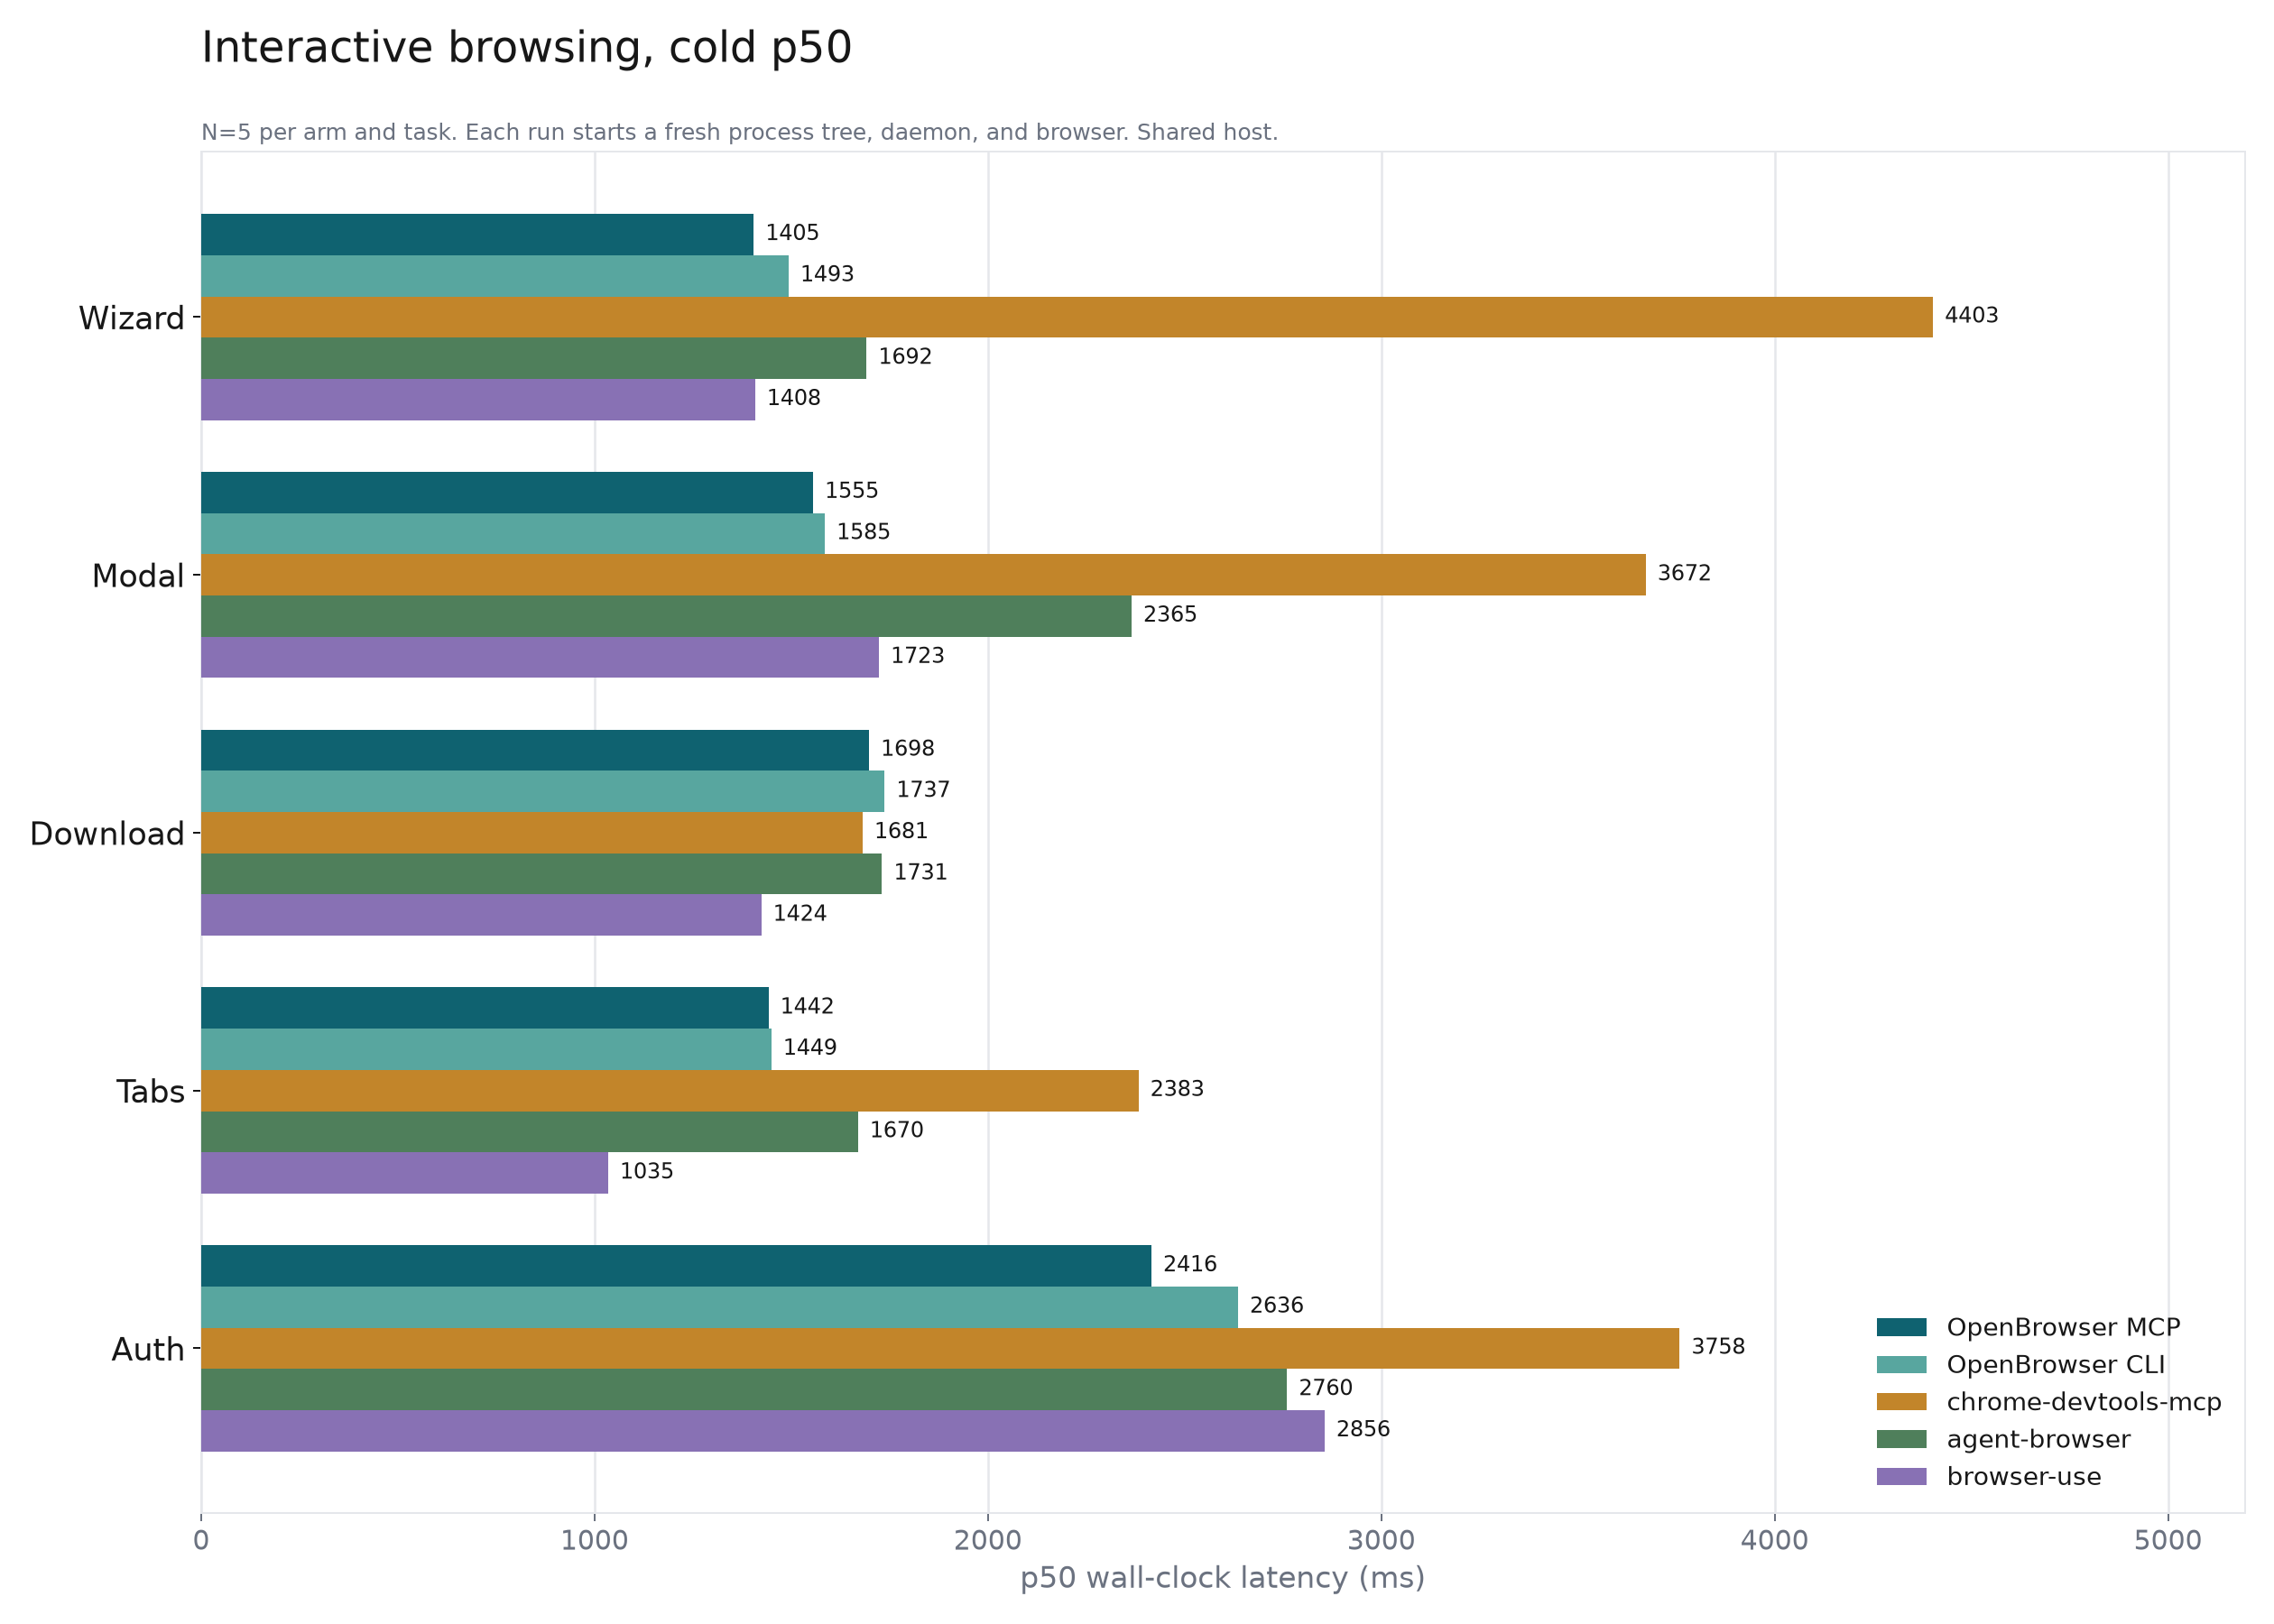 Interactive browsing, cold p50
N=5 per arm and task. Each run starts a fresh process tree, daemon, and browser. Shared host.
1405
1493
Wizard
4403
1692
1408
1555
1585
Modal
3672
2365
1723
1698
1737
Download
1681
1731
1424
1442
1449
Tabs
2383
1670
1035
2416
2636
Auth
3758
2760
2856
OpenBrowser MCP
OpenBrowser CLI
chrome-devtools-mcp
agent-browser
browser-use
0 1000 2000 3000 4000 5000
p50 wall-clock latency (ms)